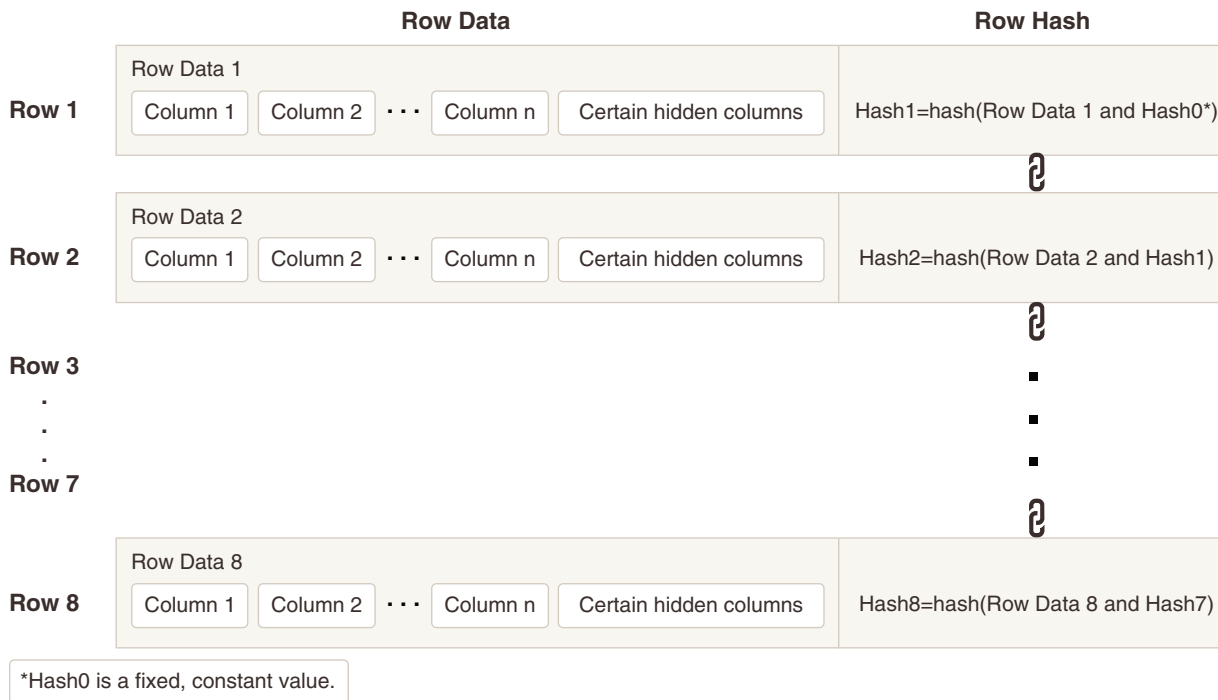 Row Data Row Hash
Row Data 1
Row 1 Column 1 Column 2 · · · Column n Certain hidden columns Hash1=hash(Row Data 1 and Hash0*)
Row Data 2
Row 2 Column 1 Column 2 · · · Column n Certain hidden columns Hash2=hash(Row Data 2 and Hash1)
Row 3
.
.
.
Row 7
Row Data 8
Row 8 Column 1 Column 2 · · · Column n Certain hidden columns Hash8=hash(Row Data 8 and Hash7)
*Hash0 is a fixed, constant value.